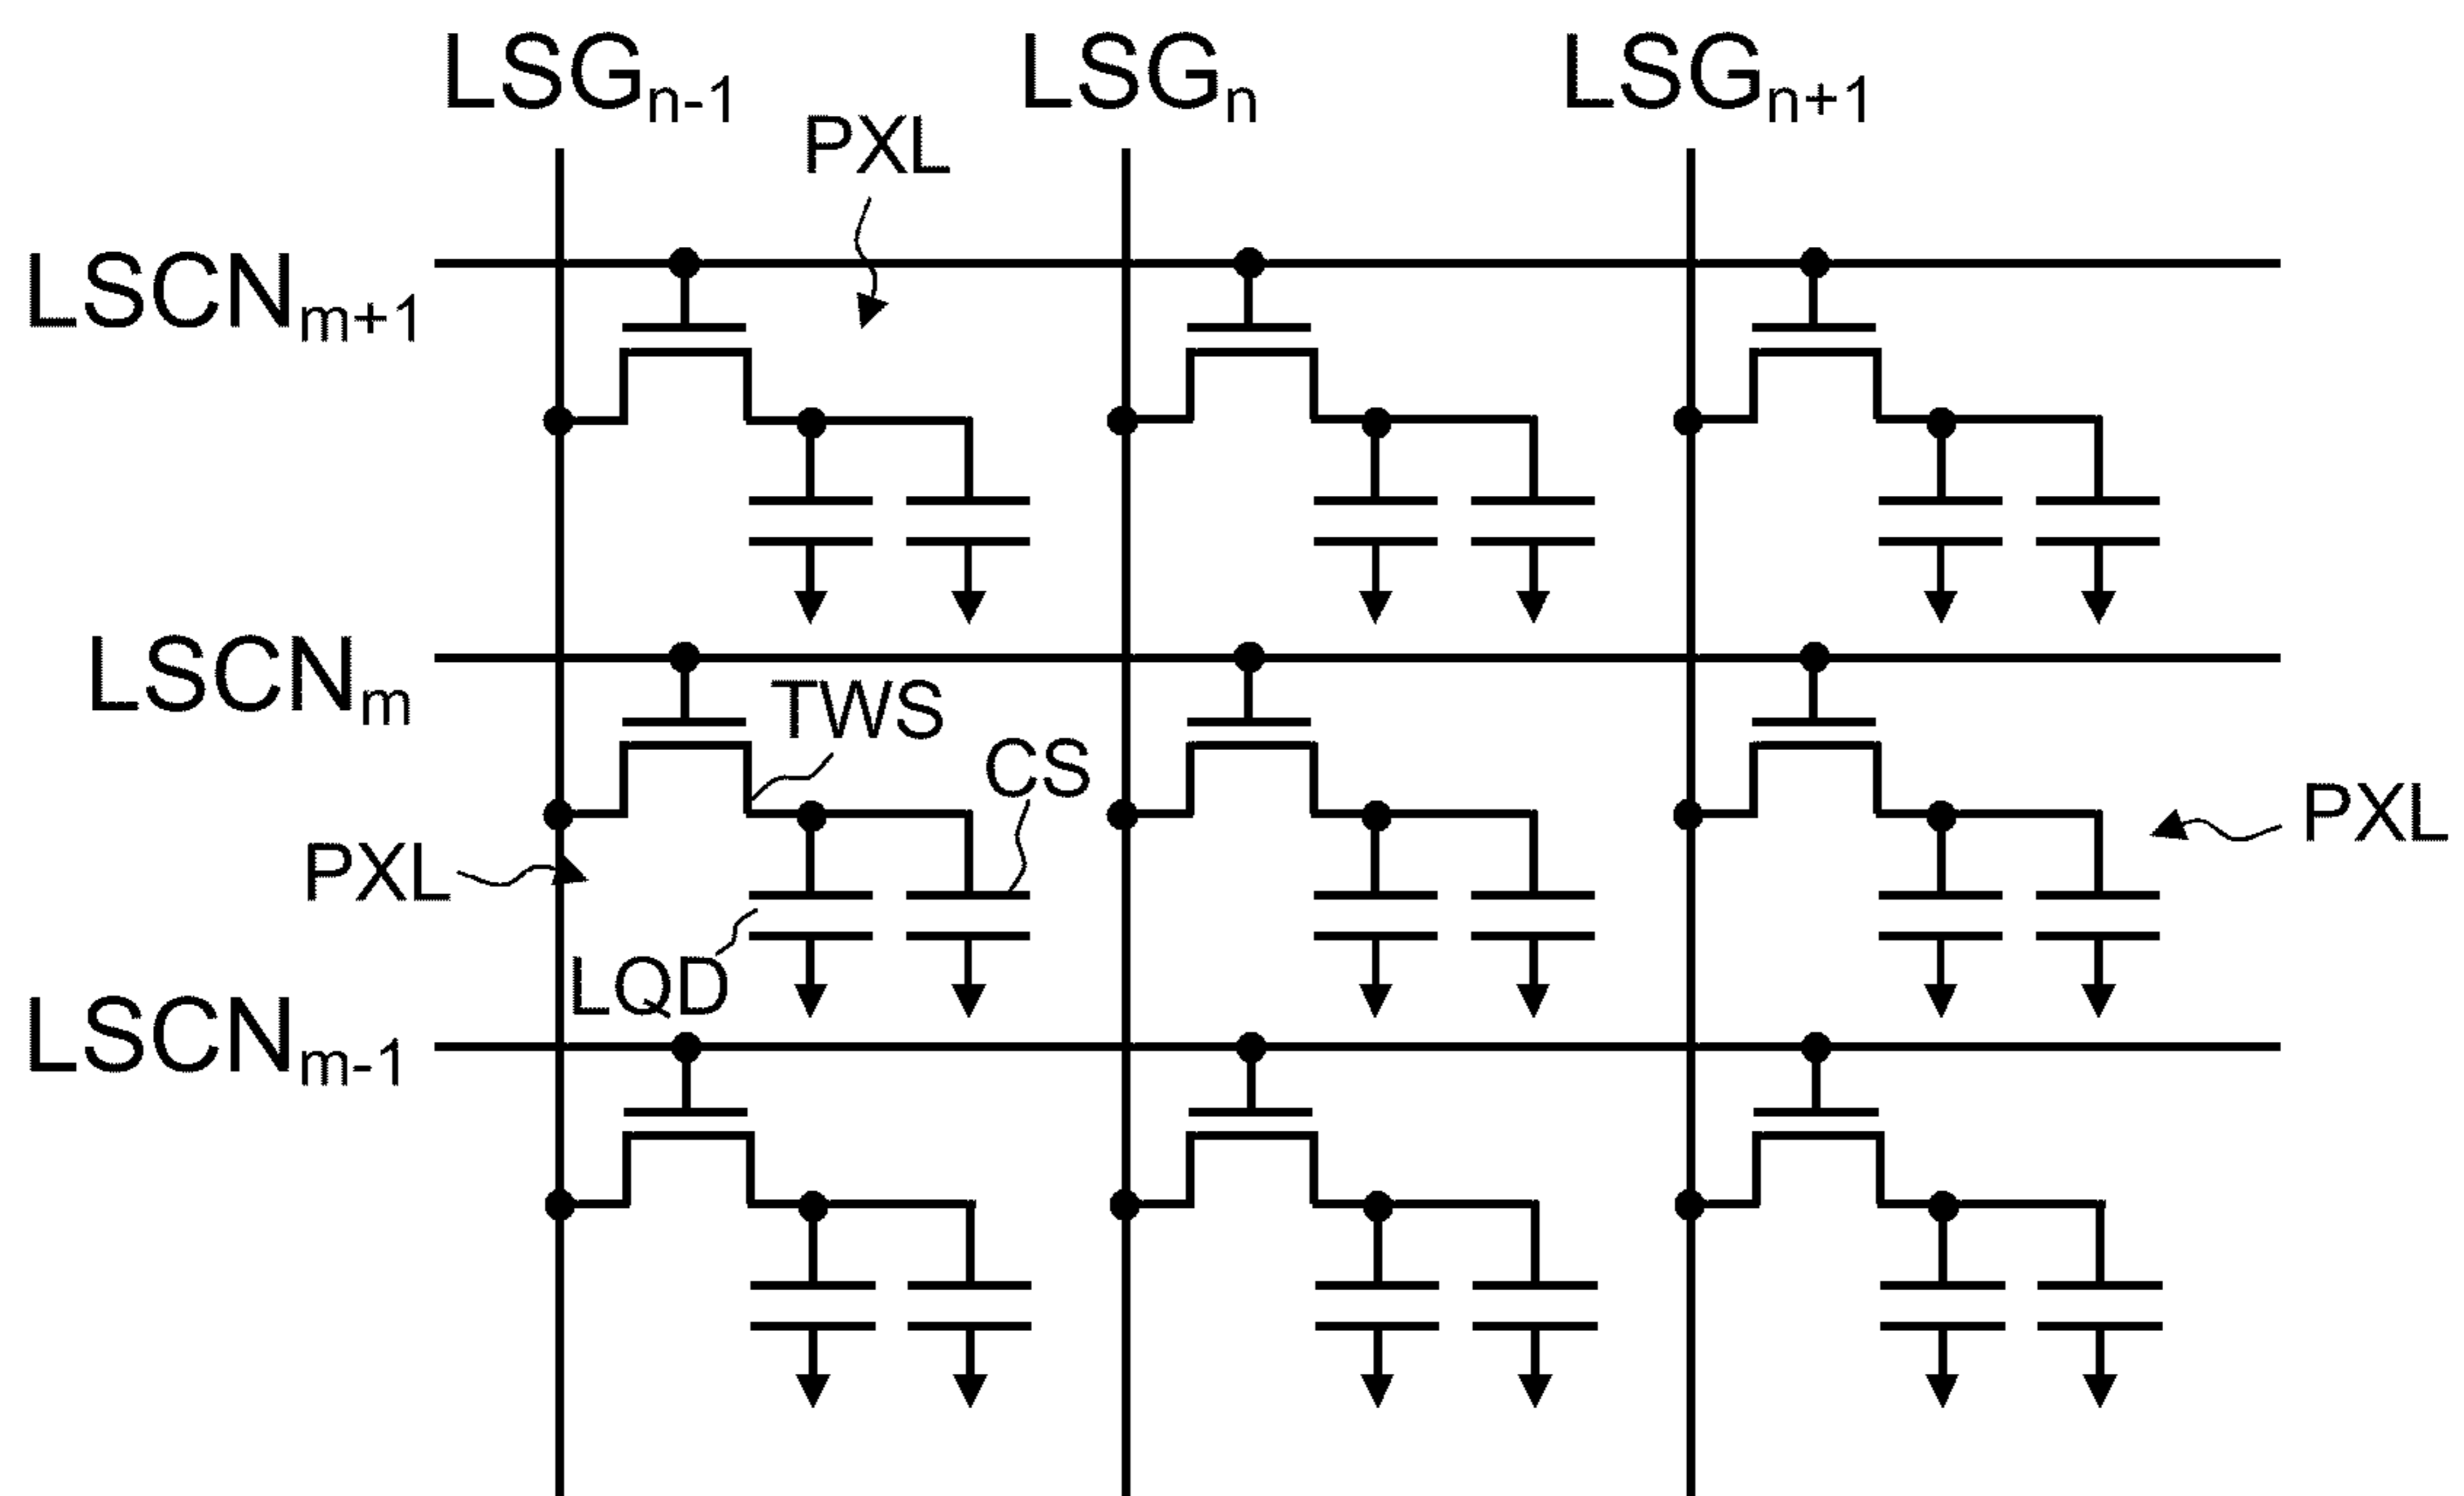 LSGn-1 LSGn LSGn+1
PXL
LSCNm+1
LSCNm
TWS
CS
PXL
PXL
LQD
LSCNm-1